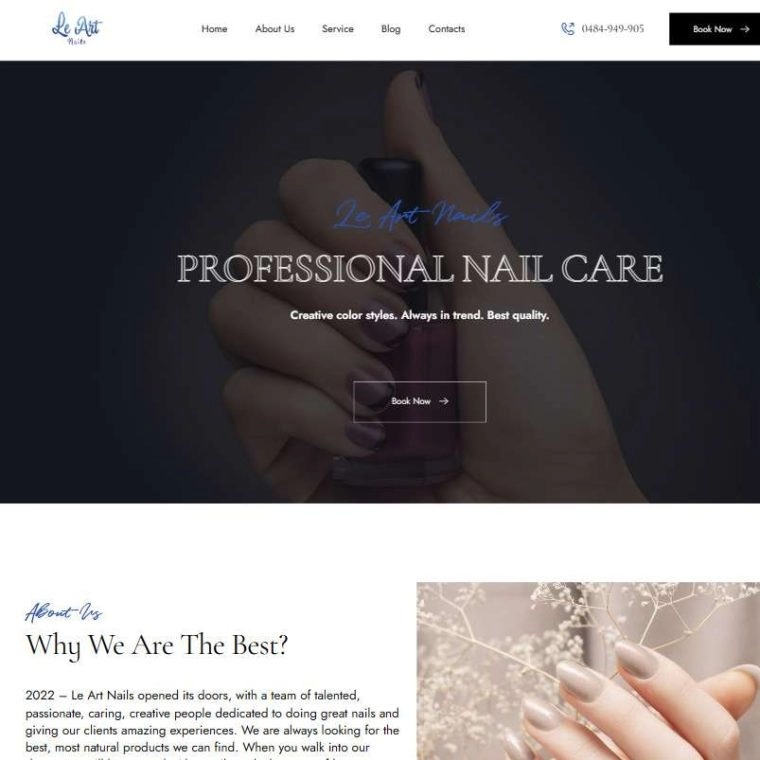 Le Art
Nails
Home About Us Service Blog Contacts
0484-949-905
Book Now
Le Art Nails
PROFESSIONAL NAIL CARE
Creative color styles. Always in trend. Best quality.
Book Now
About Us
Why We Are The Best?
2022 – Le Art Nails opened its doors, with a team of talented,
passionate, caring, creative people dedicated to doing great nails and
giving our clients amazing experiences. We are always looking for the
best, most natural products we can find. When you walk into our